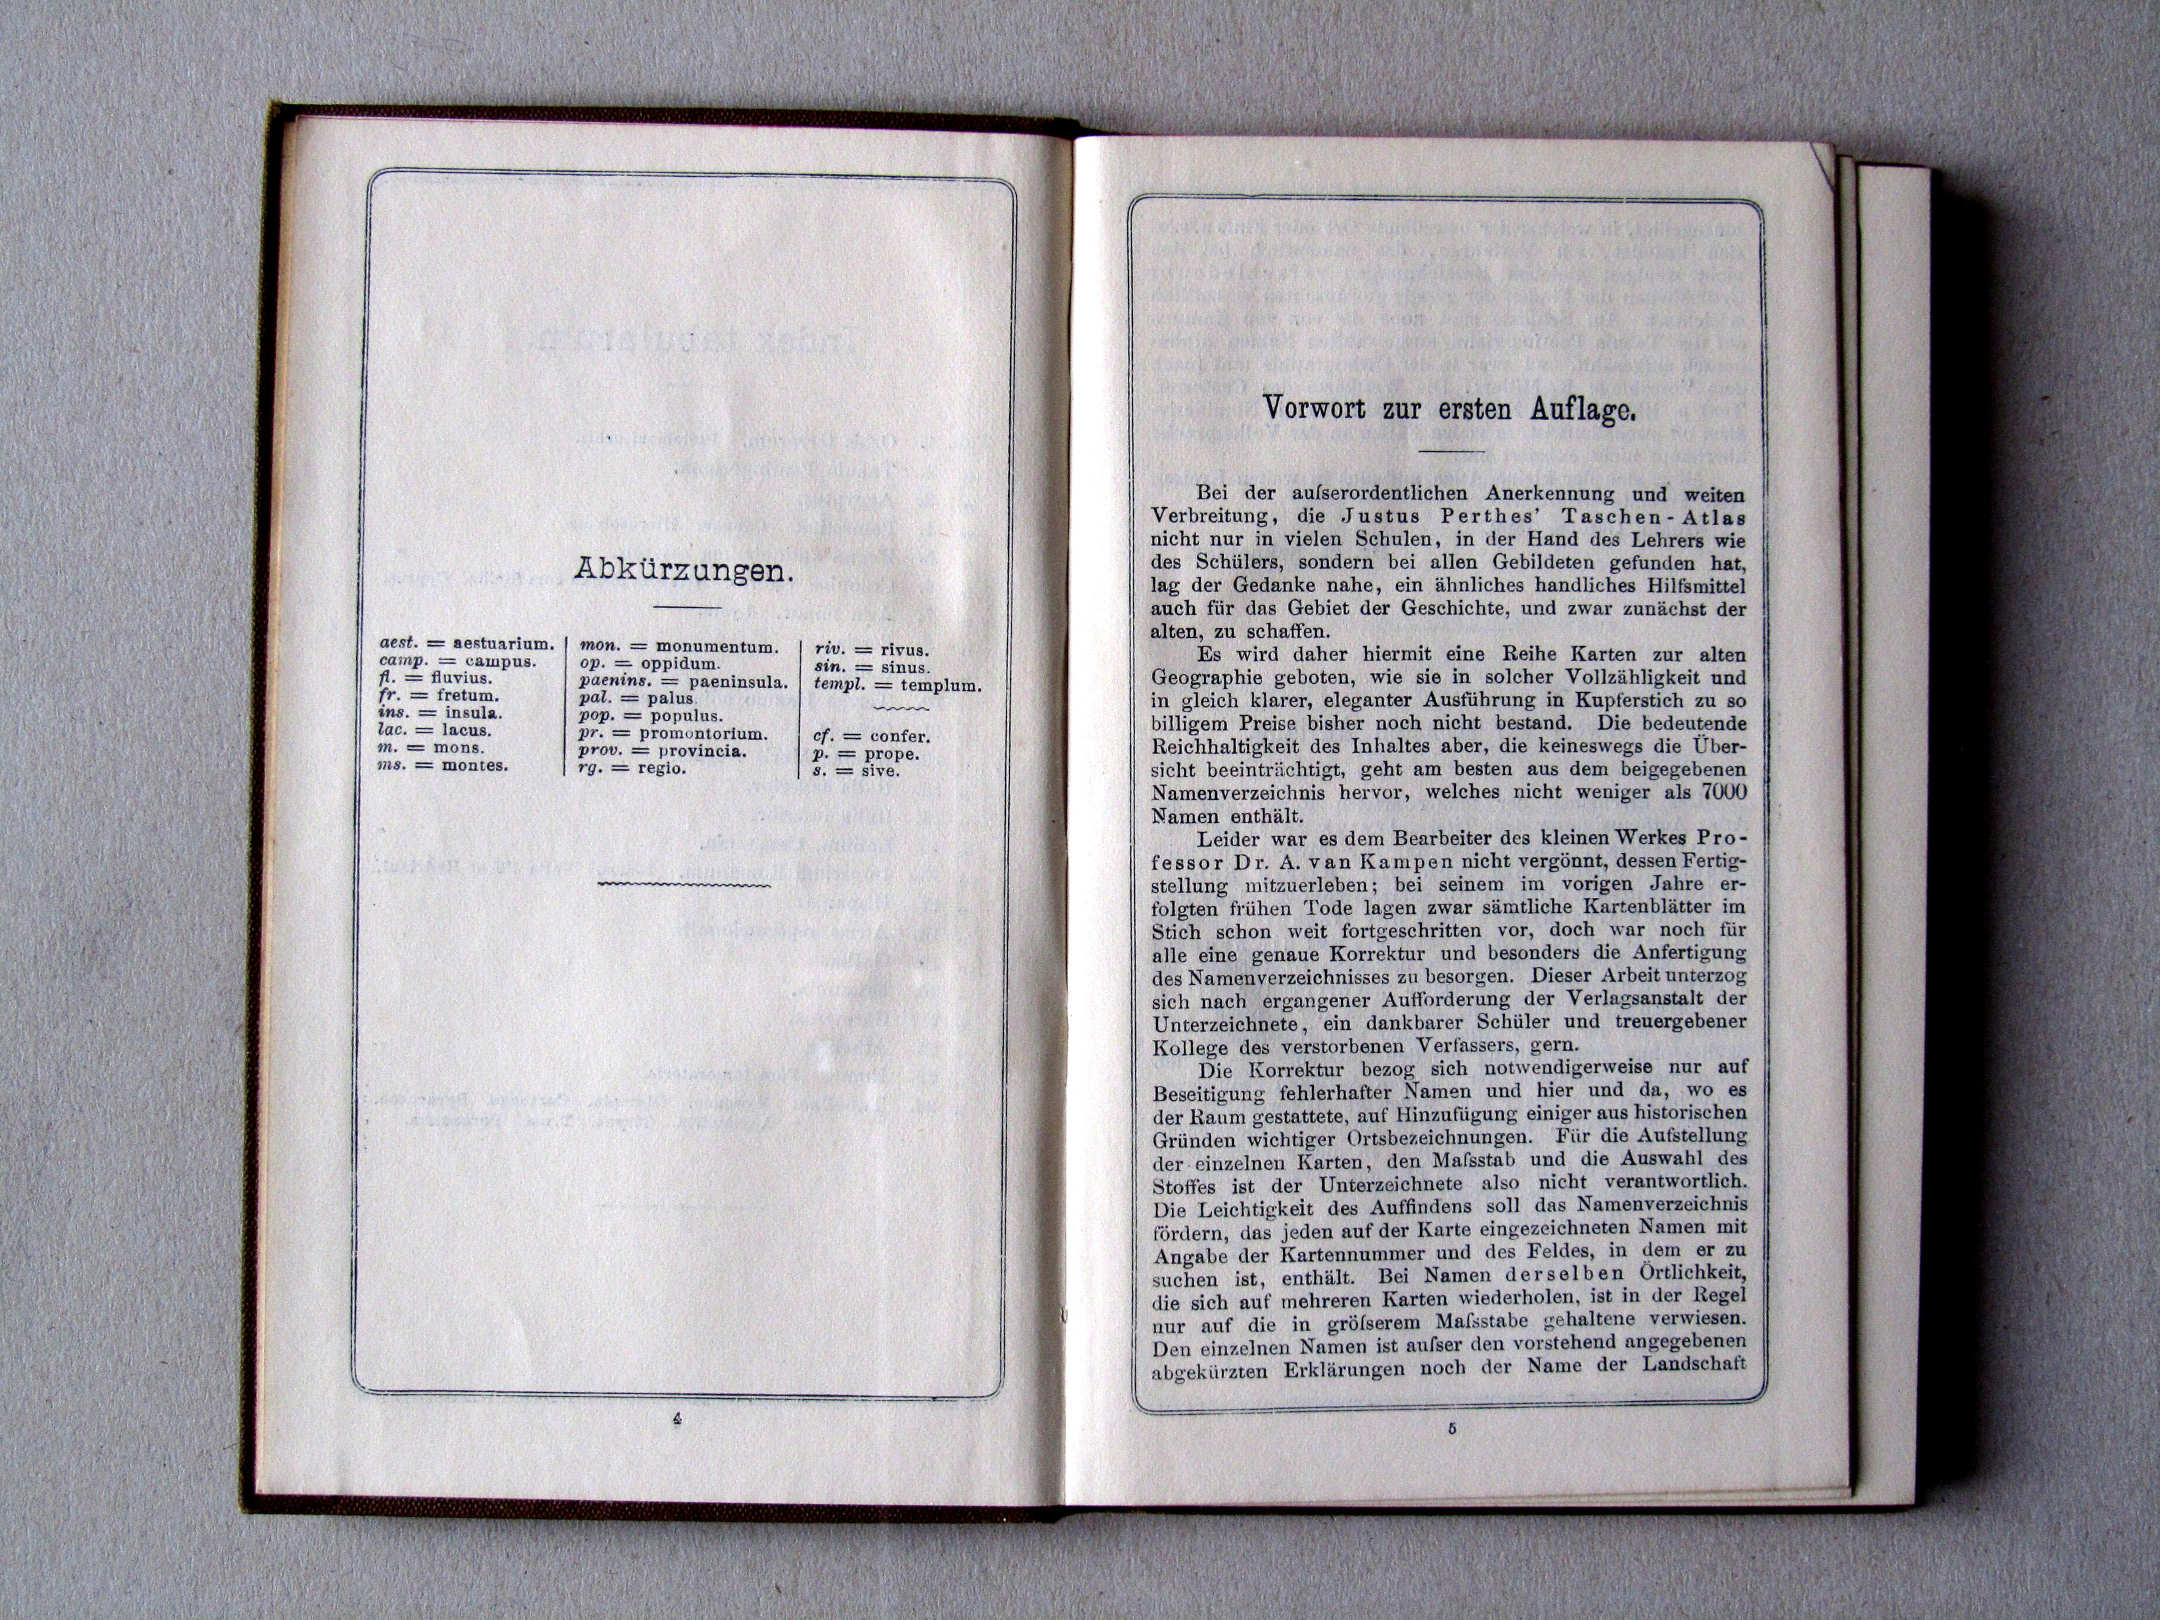 Abkürzungen.
aest. = aestuarium.
camp. = campus.
fl. = fluvius.
fr. = fretum.
ins. = insula.
lac. = lacus.
m. = mons.
ms. = montes.
mon. = monumentum.
op. = oppidum.
paenins. = paeninsula.
pal. = palus.
pop. = populus.
pr. = promontorium.
prov. = provincia.
rg. = regio.
riv. = rivus.
sin. = sinus.
templ. = templum.
cf. = confer.
p. = prope.
s. = sive.
4
Vorwort zur ersten Auflage.
Bei der auſserordentlichen Anerkennung und weiten
Verbreitung, die Justus Perthes' Taschen-Atlas
nicht nur in vielen Schulen, in der Hand des Lehrers wie
des Schülers, sondern bei allen Gebildeten gefunden hat,
lag der Gedanke nahe, ein ähnliches handliches Hilfsmittel
auch für das Gebiet der Geschichte, und zwar zunächst der
alten, zu schaffen.
Es wird daher hiermit eine Reihe Karten zur alten
Geographie geboten, wie sie in solcher Vollzähligkeit und
in gleich klarer, eleganter Ausführung in Kupferstich zu so
billigem Preise bisher noch nicht bestand. Die bedeutende
Reichhaltigkeit des Inhaltes aber, die keineswegs die Über-
sicht beeinträchtigt, geht am besten aus dem beigegebenen
Namenverzeichnis hervor, welches nicht weniger als 7000
Namen enthält.
Leider war es dem Bearbeiter des kleinen Werkes Pro-
fessor Dr. A. van Kampen nicht vergönnt, dessen Fertig-
stellung mitzuerleben; bei seinem im vorigen Jahre er-
folgten frühen Tode lagen zwar sämtliche Kartenblätter im
Stich schon weit fortgeschritten vor, doch war noch für
alle eine genaue Korrektur und besonders die Anfertigung
des Namenverzeichnisses zu besorgen. Dieser Arbeit unterzog
sich nach ergangener Aufforderung der Verlagsanstalt der
Unterzeichnete, ein dankbarer Schüler und treuergebener
Kollege des verstorbenen Verfassers, gern.
Die Korrektur bezog sich notwendigerweise nur auf
Beseitigung fehlerhafter Namen und hier und da, wo es
der Raum gestattete, auf Hinzufügung einiger aus historischen
Gründen wichtiger Ortsbezeichnungen. Für die Aufstellung
der einzelnen Karten, den Maſsstab und die Auswahl des
Stoffes ist der Unterzeichnete also nicht verantwortlich.
Die Leichtigkeit des Auffindens soll das Namenverzeichnis
fördern, das jeden auf der Karte eingezeichneten Namen mit
Angabe der Kartennummer und des Feldes, in dem er zu
suchen ist, enthält. Bei Namen derselben Örtlichkeit,
die sich auf mehreren Karten wiederholen, ist in der Regel
nur auf die in gröſserem Maſsstabe gehaltene verwiesen.
Den einzelnen Namen ist auſser den vorstehend angegebenen
abgekürzten Erklärungen noch der Name der Landschaft
5